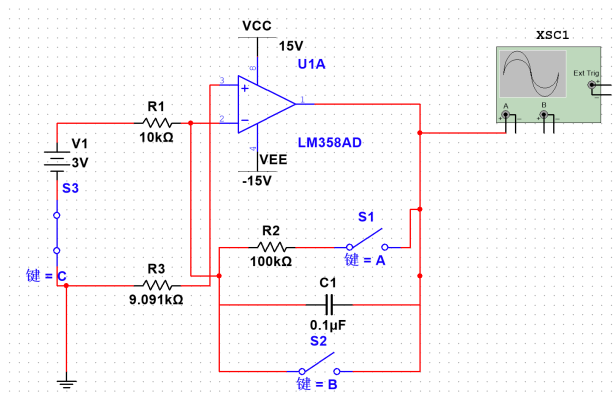 VCC
15V
XSC1
U1A
Ext Trig
+
-
8
3
+
1
A
B
+
-
+
-
R1
10kΩ
2
−
LM358AD
4
V1
3V
VEE
-15V
S3
S1
R2
100kΩ
键 = A
键 = C
R3
9.091kΩ
C1
0.1µF
S2
键 = B